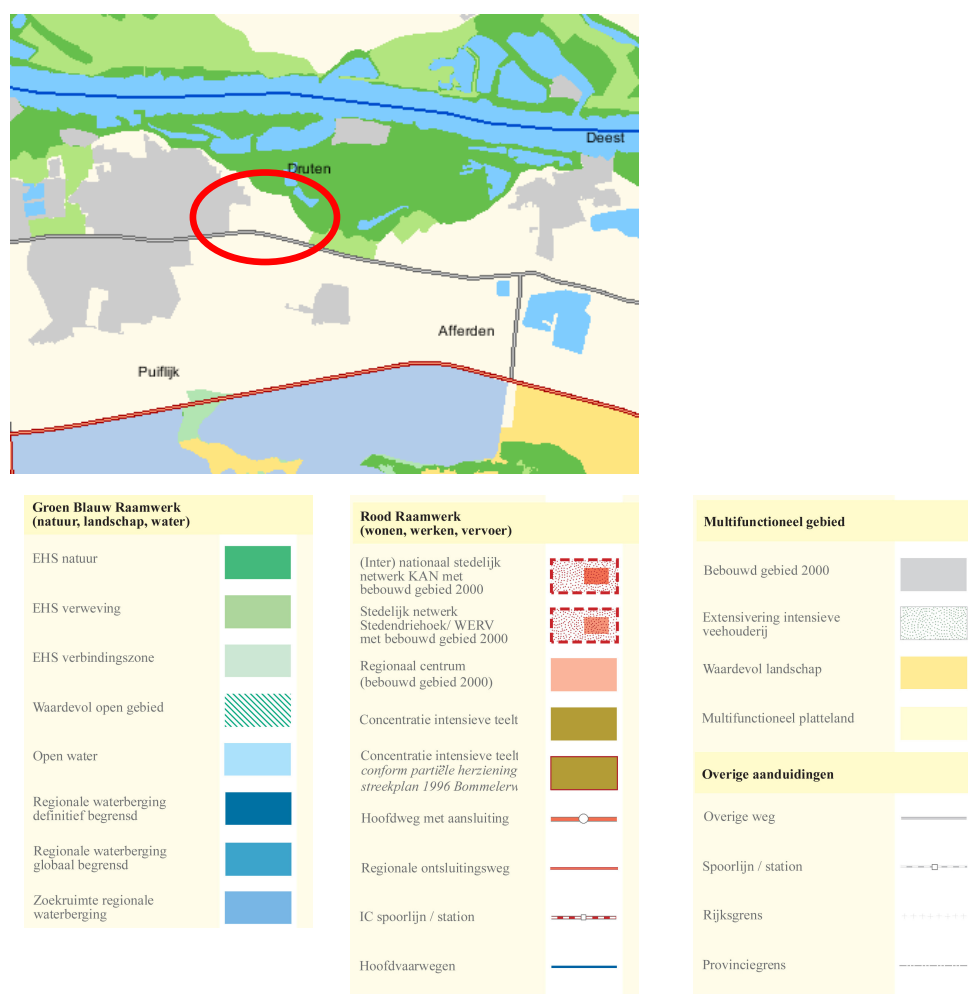 Deest
Druten
Afferden
Puiflijk
Groen Blauw Raamwerk
(natuur, landschap, water)
EHS natuur
EHS verweving
EHS verbindingszone
Waardevol open gebied
Open water
Regionale waterberging
definitief begrensd
Regionale waterberging
globaal begrensd
Zoekruimte regionale
waterberging
Rood Raamwerk
(wonen, werken, vervoer)
(Inter) nationaal stedelijk
netwerk KAN met
bebouwd gebied 2000
Stedelijk netwerk
Stedendriehoek/ WERV
met bebouwd gebied 2000
Regionaal centrum
(bebouwd gebied 2000)
Concentratie intensieve teelt
Concentratie intensieve teelt
conform partiële herziening
streekplan 1996 Bommelerw
Hoofdweg met aansluiting
Regionale ontsluitingsweg
IC spoorlijn / station
Hoofdvaarwegen
Multifunctioneel gebied
Bebouwd gebied 2000
Extensivering intensieve
veehouderij
Waardevol landschap
Multifunctioneel platteland
Overige aanduidingen
Overige weg
Spoorlijn / station
Rijksgrens
Provinciegrens